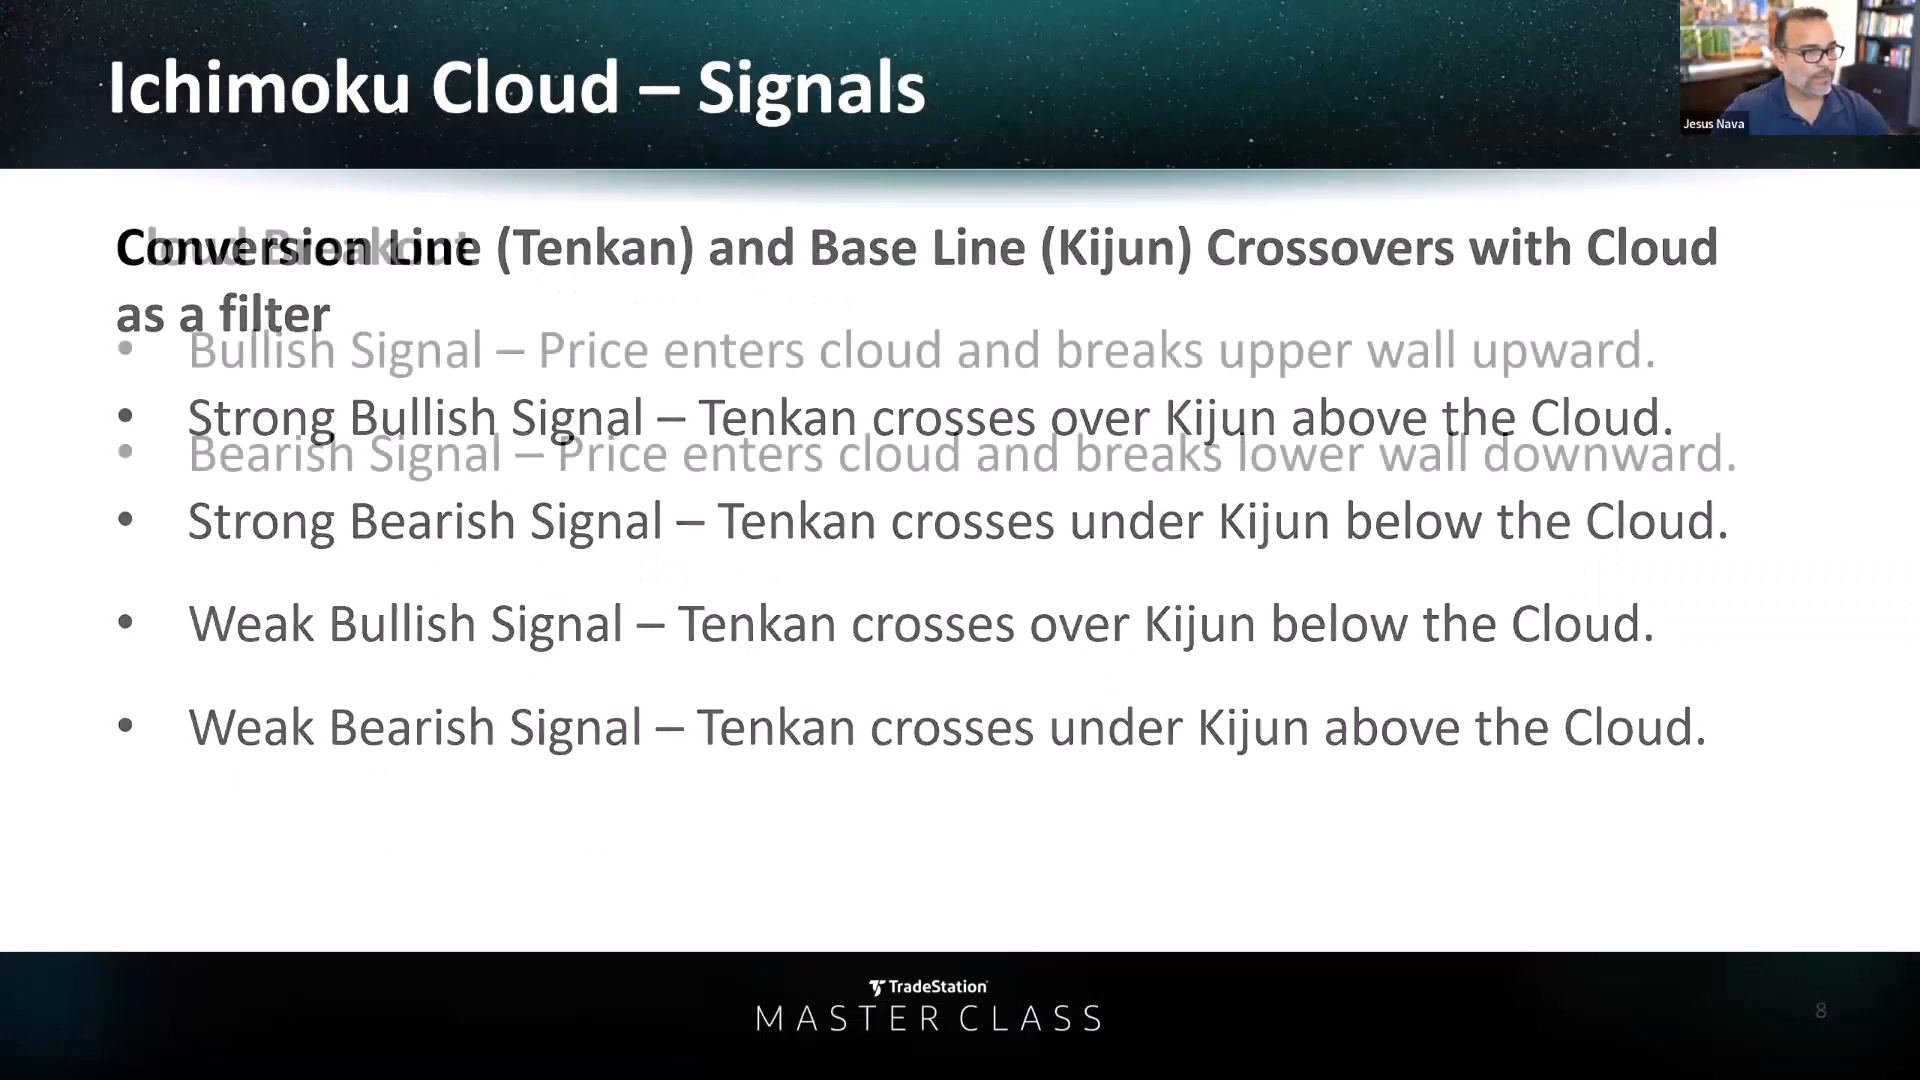 Ichimoku Cloud – Signals
Jesus Nava
Conversion Line (Tenkan) and Base Line (Kijun) Crossovers with Cloud
Cloud Breakout
as a filter
• Bullish Signal – Price enters cloud and breaks upper wall upward.
• Strong Bullish Signal – Tenkan crosses over Kijun above the Cloud.
• Bearish Signal – Price enters cloud and breaks lower wall downward.
• Strong Bearish Signal – Tenkan crosses under Kijun below the Cloud.
• Weak Bullish Signal – Tenkan crosses over Kijun below the Cloud.
• Weak Bearish Signal – Tenkan crosses under Kijun above the Cloud.
TradeStation
MASTER CLASS
8